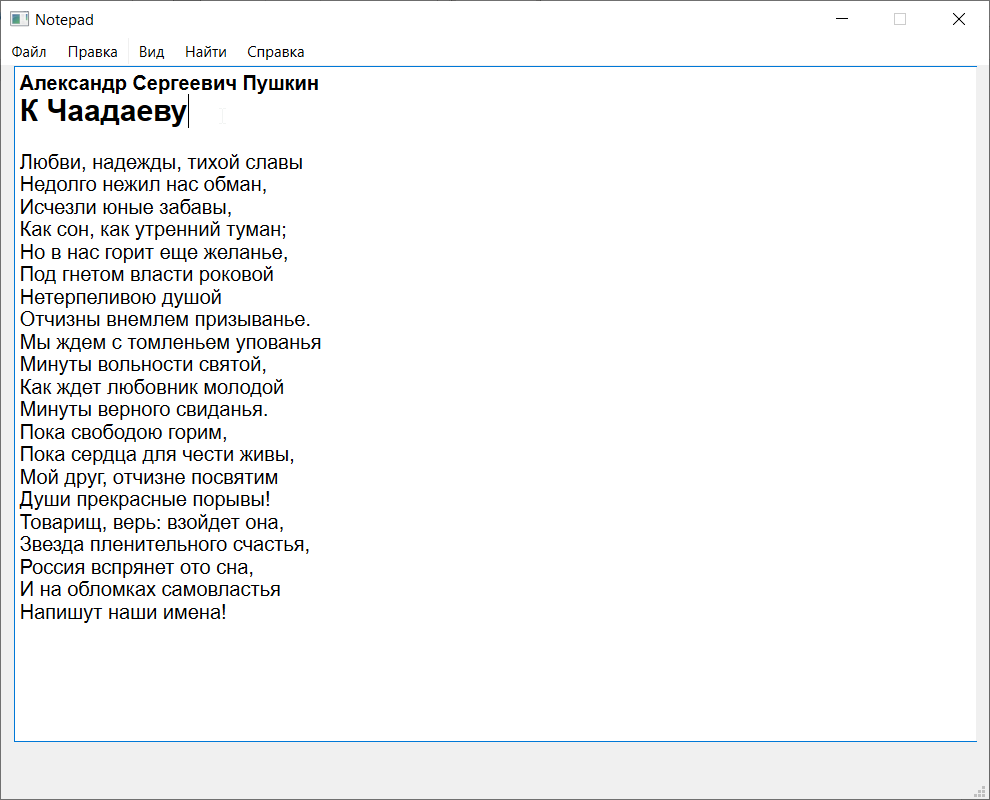 Notepad
Файл Правка Вид Найти Справка
Александр Сергеевич Пушкин
К Чаадаеву
Любви, надежды, тихой славы
Недолго нежил нас обман,
Исчезли юные забавы,
Как сон, как утренний туман;
Но в нас горит еще желанье,
Под гнетом власти роковой
Нетерпеливою душой
Отчизны внемлем призыванье.
Мы ждем с томленьем упованья
Минуты вольности святой,
Как ждет любовник молодой
Минуты верного свиданья.
Пока свободою горим,
Пока сердца для чести живы,
Мой друг, отчизне посвятим
Души прекрасные порывы!
Товарищ, верь: взойдет она,
Звезда пленительного счастья,
Россия вспрянет ото сна,
И на обломках самовластья
Напишут наши имена!